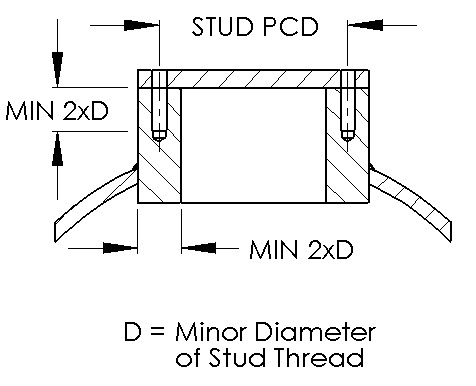 STUD PCD
MIN 2xD
MIN 2xD
D = Minor Diameter
of Stud Thread